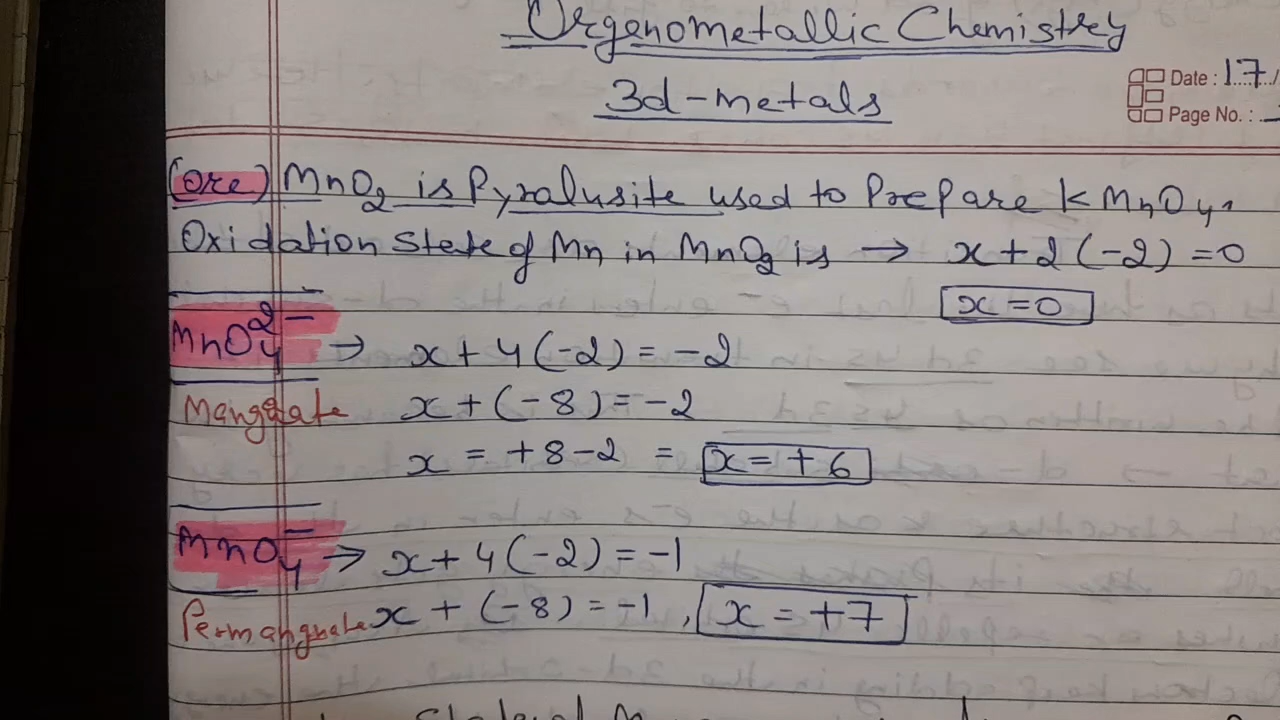 Orgenometallic Chemistry
3d-metals
Date : 17
Page No. :
(ore) MnO2 is Pyralusite used to Prepare KMnO4.
Oxidation State of Mn in MnO2 is → x+2(-2)=0
x=0
MnO4^2- → x+4(-2)=-2
Mangate x+(-8)=-2
x = +8-2 = x=+6
MnO4^- → x+4(-2)=-1
Permangnate x + (-8)=-1, x = +7